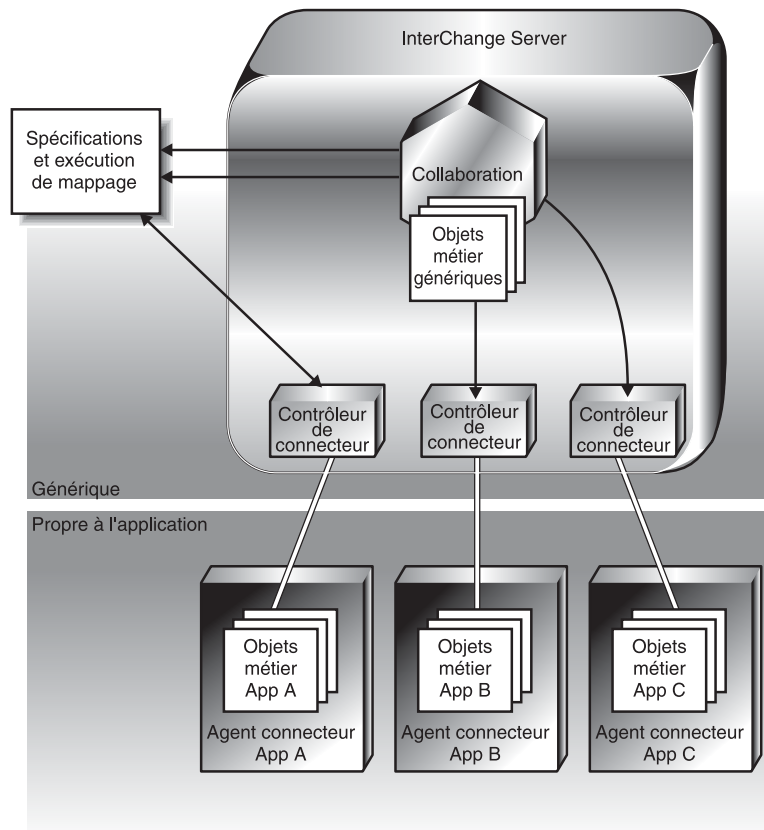 InterChange Server
Spécifications
et exécution
de mappage
Collaboration
Objets
métier
génériques
Contrôleur
de
connecteur
Contrôleur
de
connecteur
Contrôleur
de
connecteur
Générique
Propre à l'application
Objets
métier
App A
Agent connecteur
App A
Objets
métier
App B
Agent connecteur
App B
Objets
métier
App C
Agent connecteur
App C